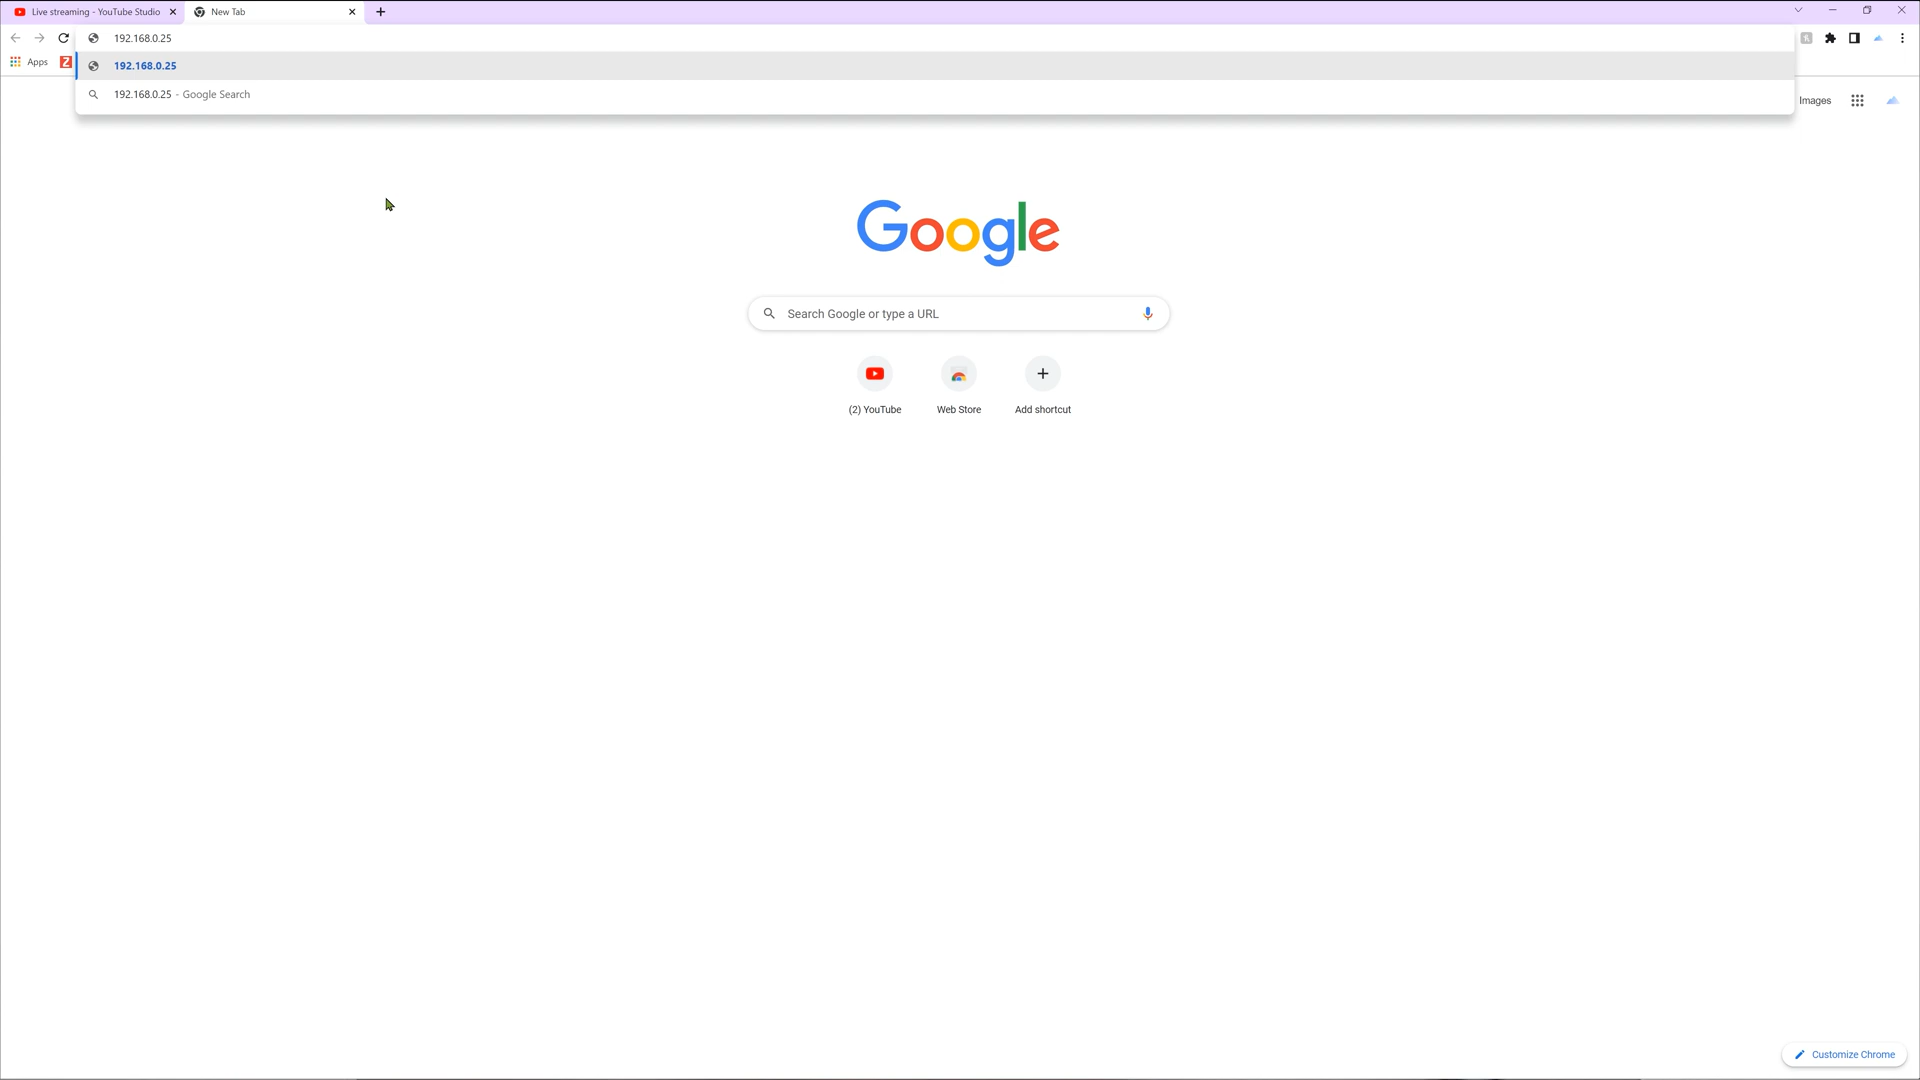 Live streaming - YouTube Studio
New Tab
192.168.0.25
Apps
Z
192.168.0.25
192.168.0.25 - Google Search
Images
Google
Search Google or type a URL
(2) YouTube
Web Store
Add shortcut
Customize Chrome